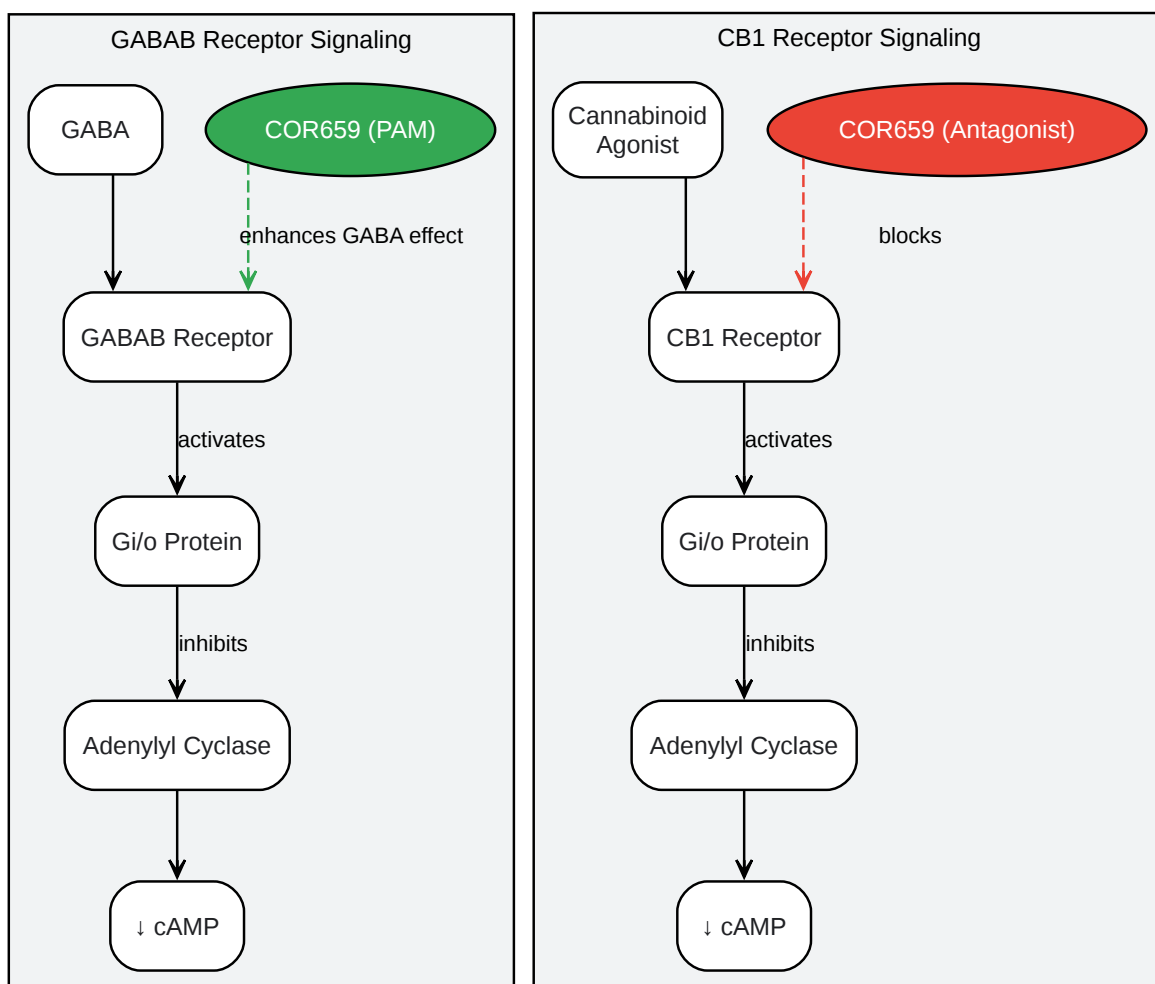 GABAB Receptor Signaling
GABA
COR659 (PAM)
enhances GABA effect
GABAB Receptor
activates
Gi/o Protein
inhibits
Adenylyl Cyclase
↓ cAMP
CB1 Receptor Signaling
Cannabinoid
Agonist
COR659 (Antagonist)
blocks
CB1 Receptor
activates
Gi/o Protein
inhibits
Adenylyl Cyclase
↓ cAMP